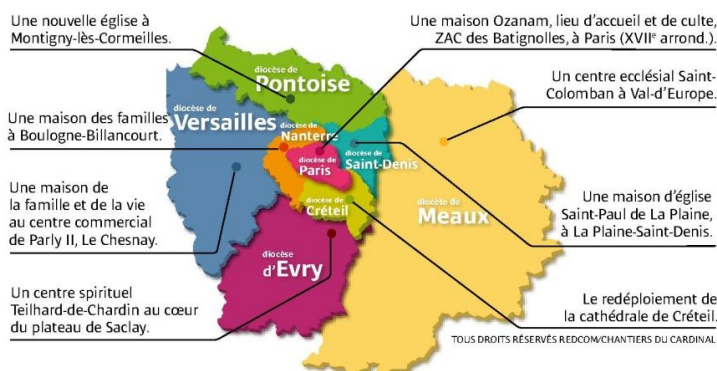 Une nouvelle église à
Montigny-lès-Cormeilles.
Une maison Ozanam, lieu d'accueil et de culte,
ZAC des Batignolles, à Paris (XVIIe arrond.).
Un centre ecclésial Saint-
Colomban à Val-d'Europe.
diocèse de
Pontoise
diocèse de
Versailles
Une maison des familles
à Boulogne-Billancourt.
diocèse de
Nanterre
diocèse de
Paris
diocèse de
Saint-Denis
Une maison de
la famille et de la vie
au centre commercial
de Parly II, Le Chesnay.
diocèse de
Créteil
diocèse de
Meaux
Une maison d'église
Saint-Paul de La Plaine,
à La Plaine-Saint-Denis.
diocèse
d'Evry
Un centre spirituel
Teilhard-de-Chardin au cœur
du plateau de Saclay.
Le redéploiement de
la cathédrale de Créteil.
TOUS DROITS RÉSERVÉS REDCOM/CHANTIERS DU CARDINAL